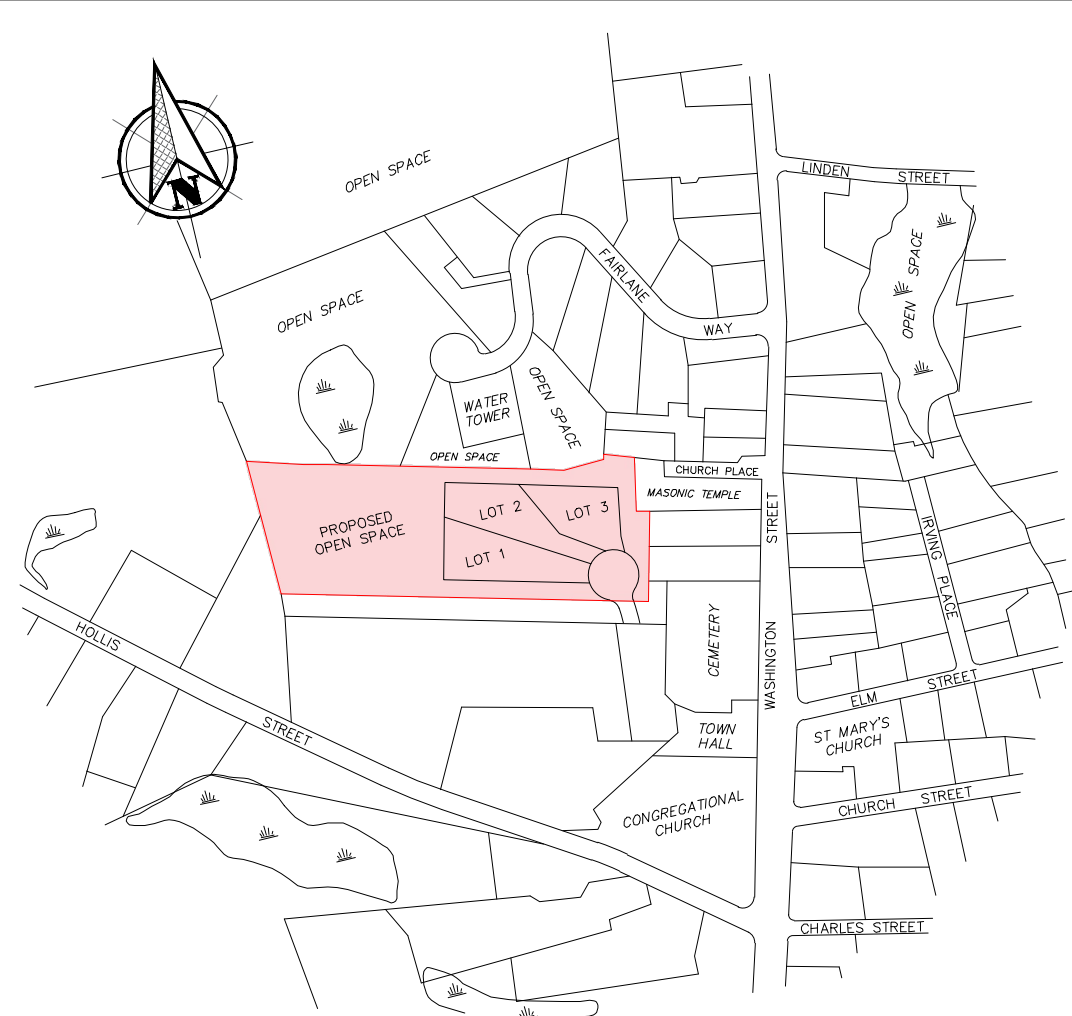 N
OPEN SPACE
LINDEN STREET
OPEN SPACE
FAIRLANE WAY
OPEN SPACE
OPEN SPACE
WATER
TOWER
OPEN SPACE
CHURCH PLACE
MASONIC TEMPLE
PROPOSED
OPEN SPACE
LOT 2
LOT 3
LOT 1
WASHINGTON STREET
IRVING PLACE
CEMETERY
HOLLIS STREET
ELM STREET
TOWN
HALL
ST MARY'S
CHURCH
CONGREGATIONAL
CHURCH
CHURCH STREET
CHARLES STREET